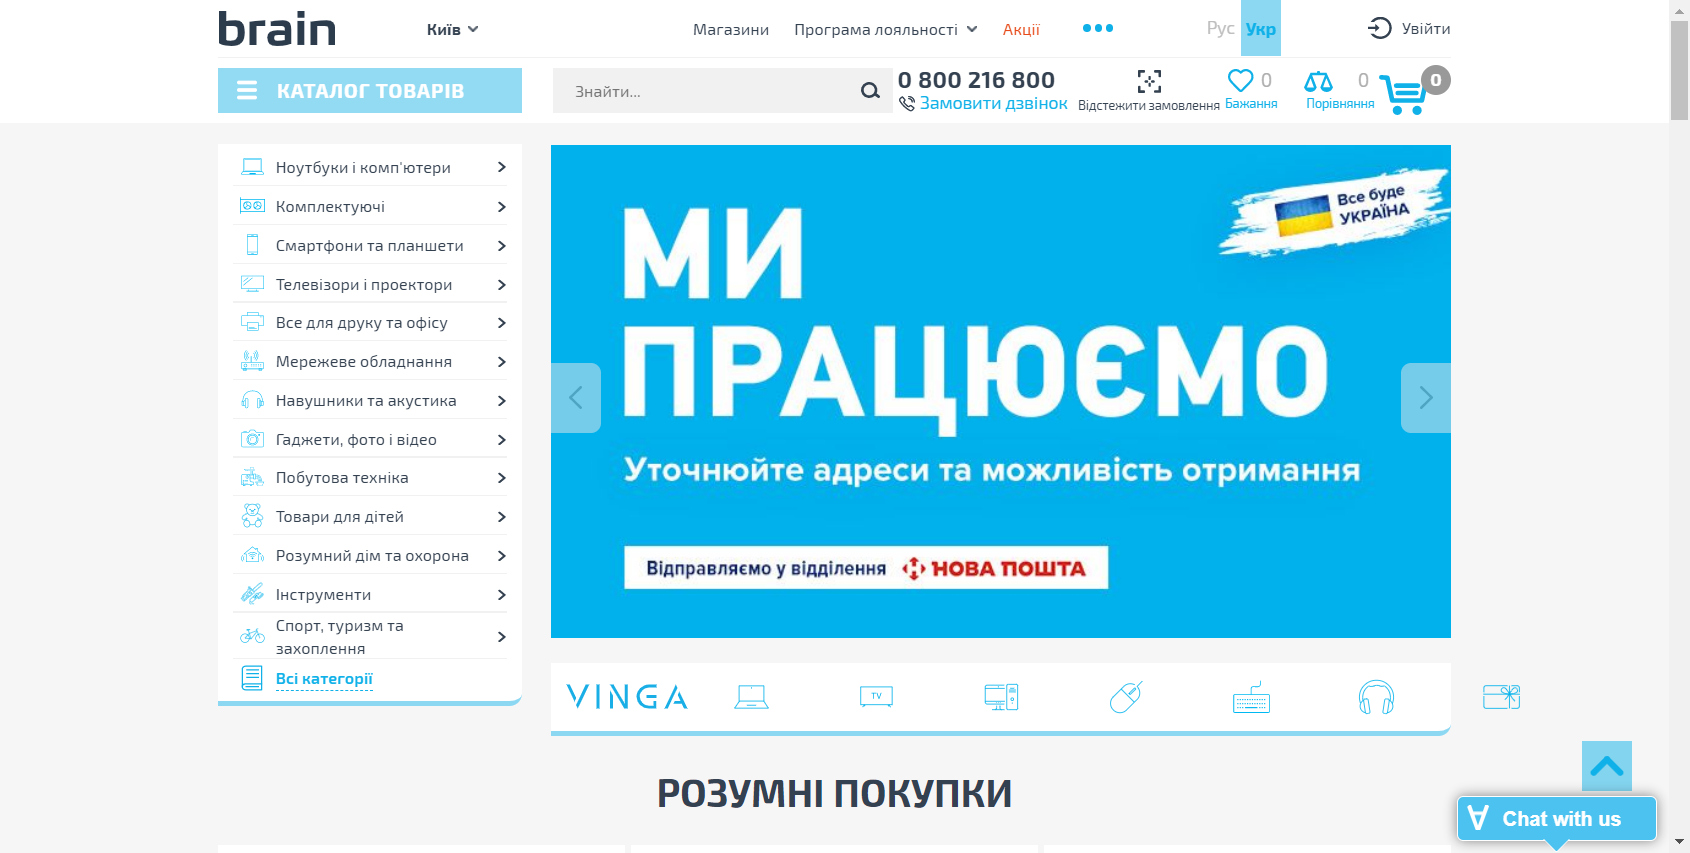 brain
Київ
Магазини
Програма лояльності
Акції
Рус
Укр
Увійти
КАТАЛОГ ТОВАРІВ
Знайти...
0 800 216 800
Замовити дзвінок
Відстежити замовлення
0
Бажання
0
Порівняння
0
Ноутбуки і комп'ютери
Комплектуючі
Смартфони та планшети
Телевізори і проектори
Все для друку та офісу
Мережеве обладнання
Навушники та акустика
Гаджети, фото і відео
Побутова техніка
Товари для дітей
Розумний дім та охорона
Інструменти
Спорт, туризм та
захоплення
Всі категорії
Все буде
УКРАЇНА
МИ
ПРАЦЮЄМО
Уточнюйте адреси та можливість отримання
Відправляємо у відділення НОВА ПОШТА
VINGA
TV
РОЗУМНІ ПОКУПКИ
Chat with us